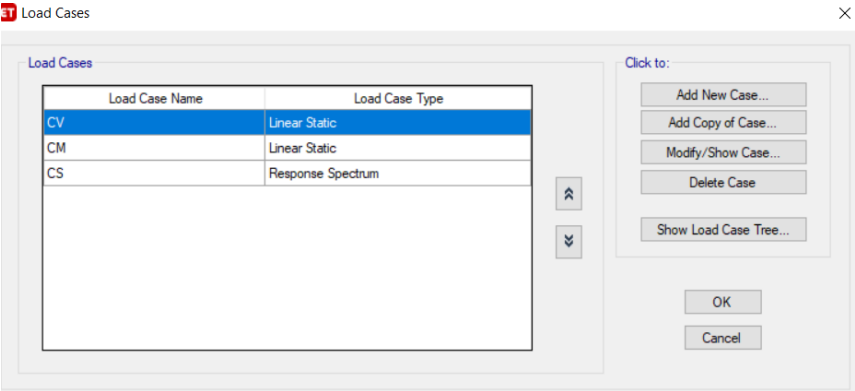 ET Load Cases
Load Cases
Load Case Name Load Case Type
CV Linear Static
CM Linear Static
CS Response Spectrum
Click to:
Add New Case...
Add Copy of Case...
Modify/Show Case...
Delete Case
Show Load Case Tree...
OK
Cancel